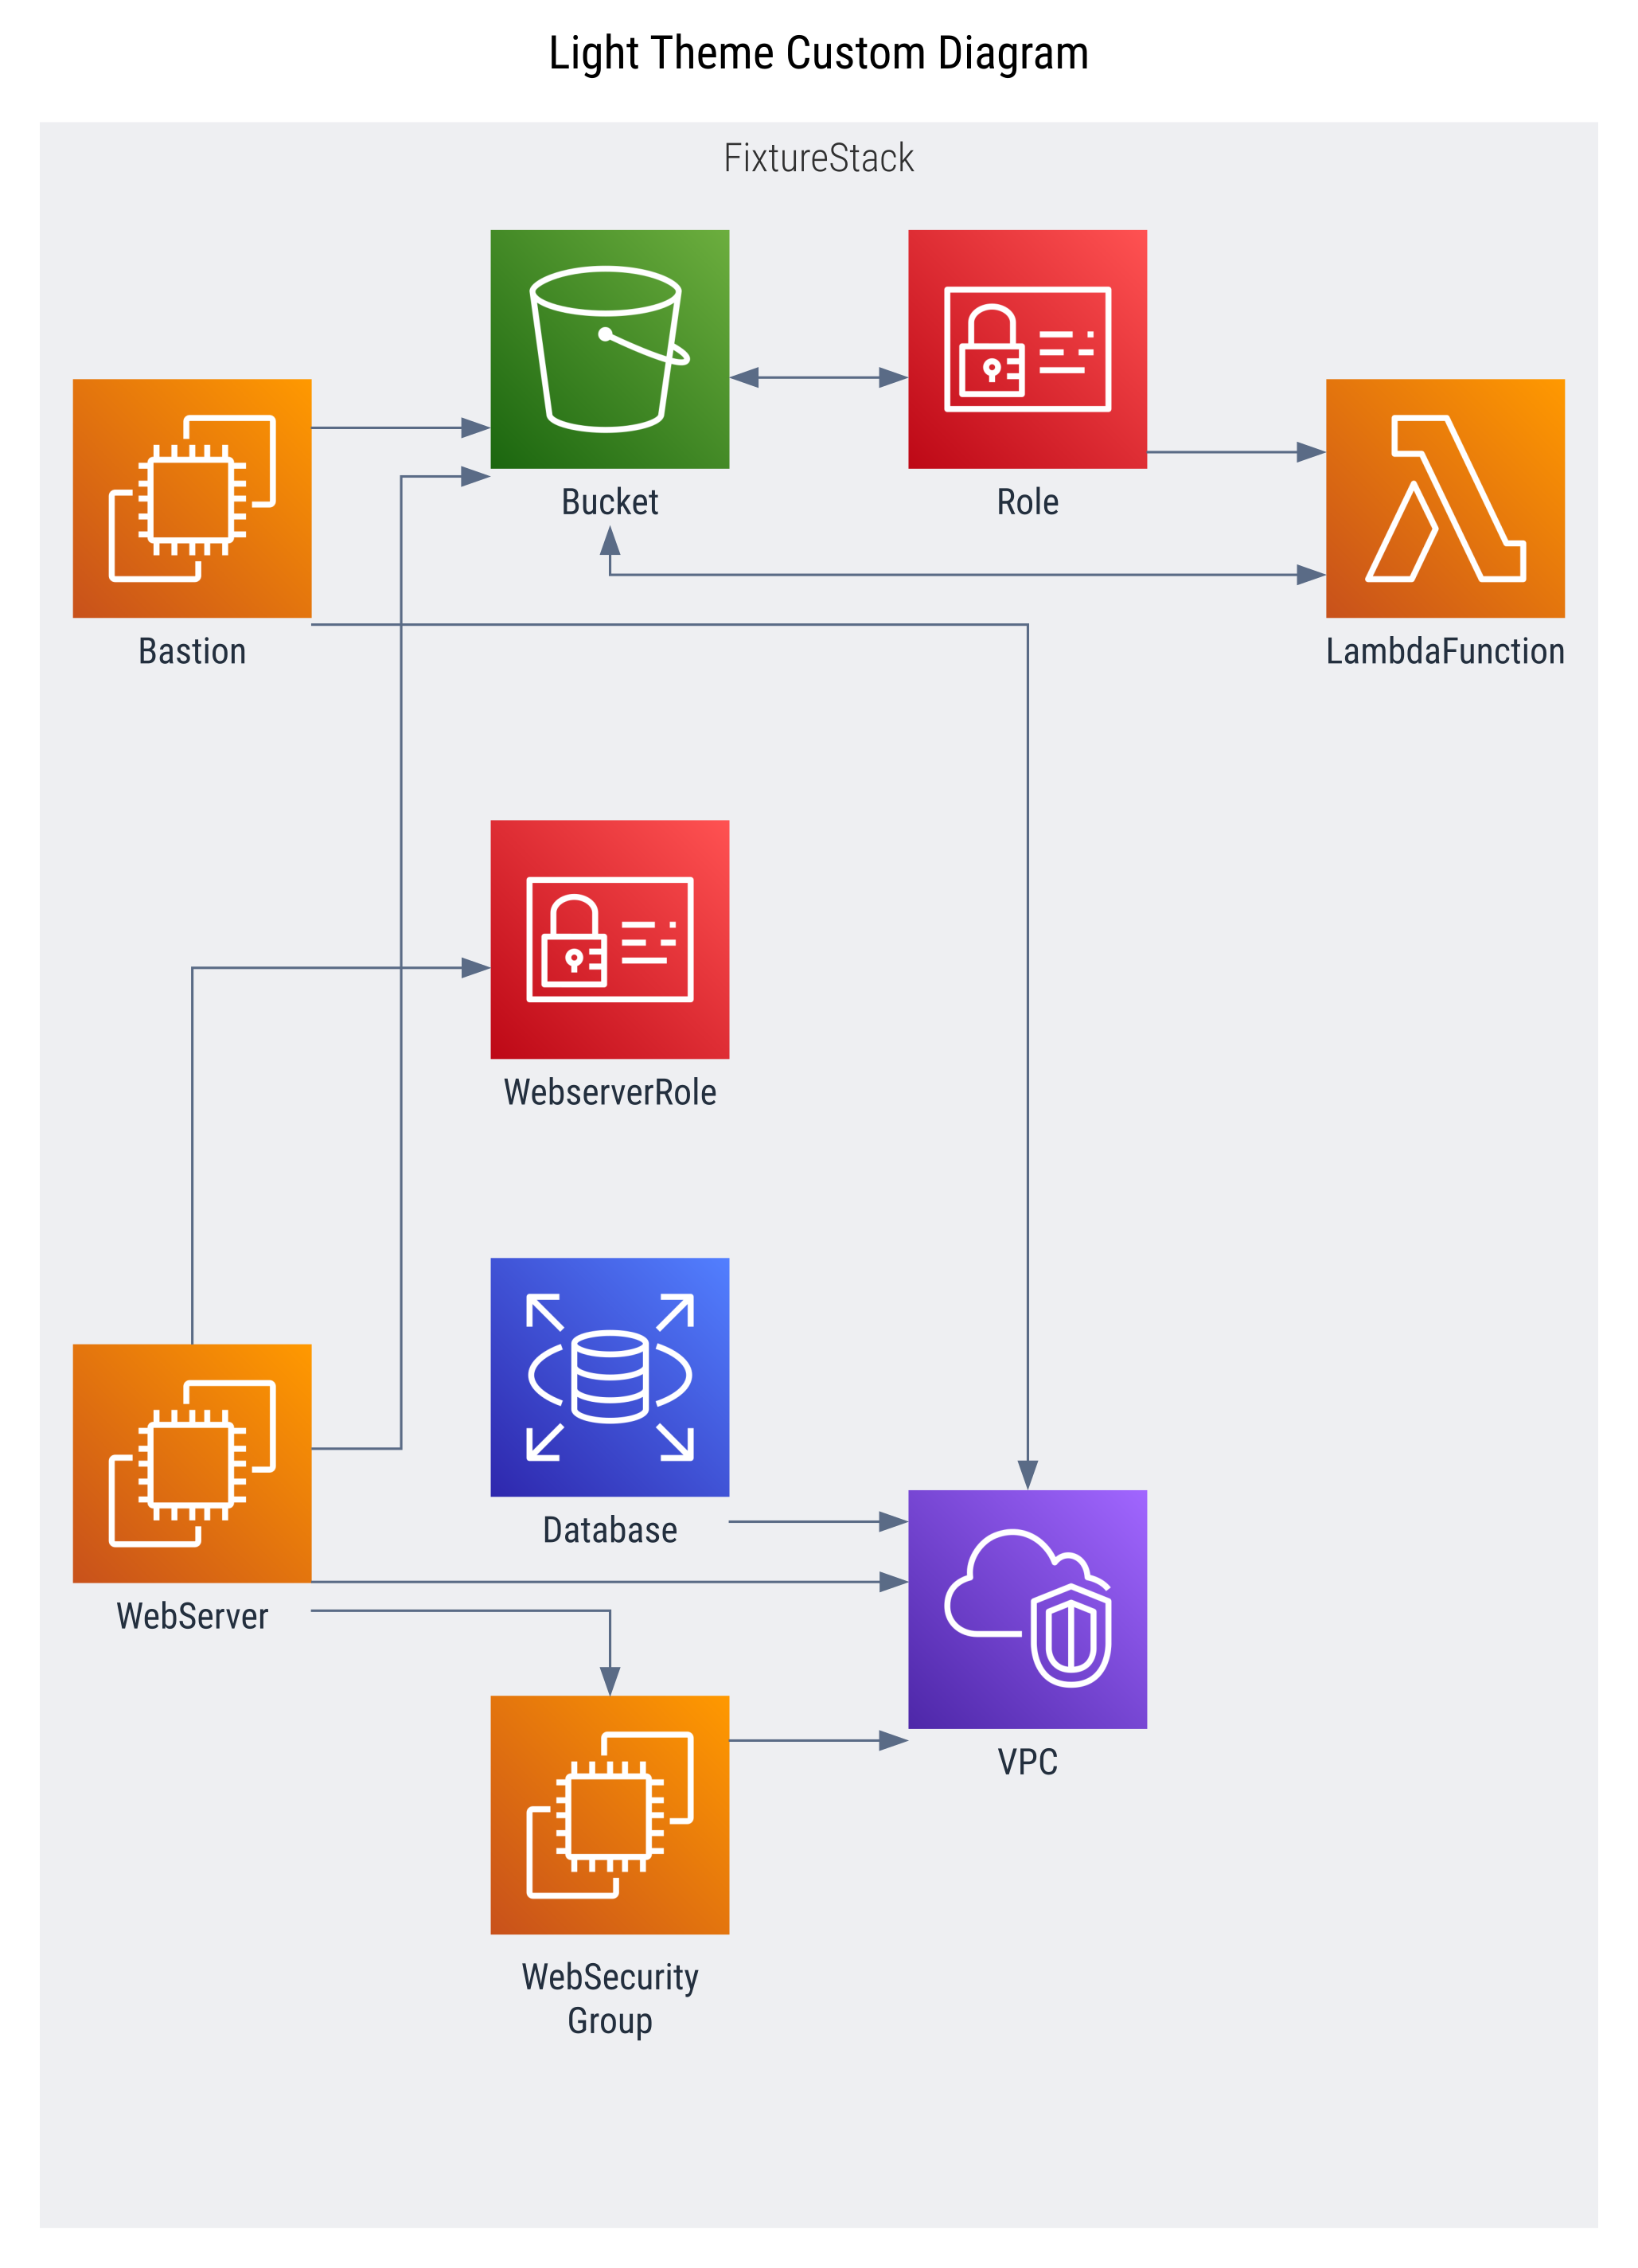 Light Theme Custom Diagram
FixtureStack
Bucket
Role
Bastion
LambdaFunction
WebserverRole
Database
WebServer
VPC
WebSecurity
Group